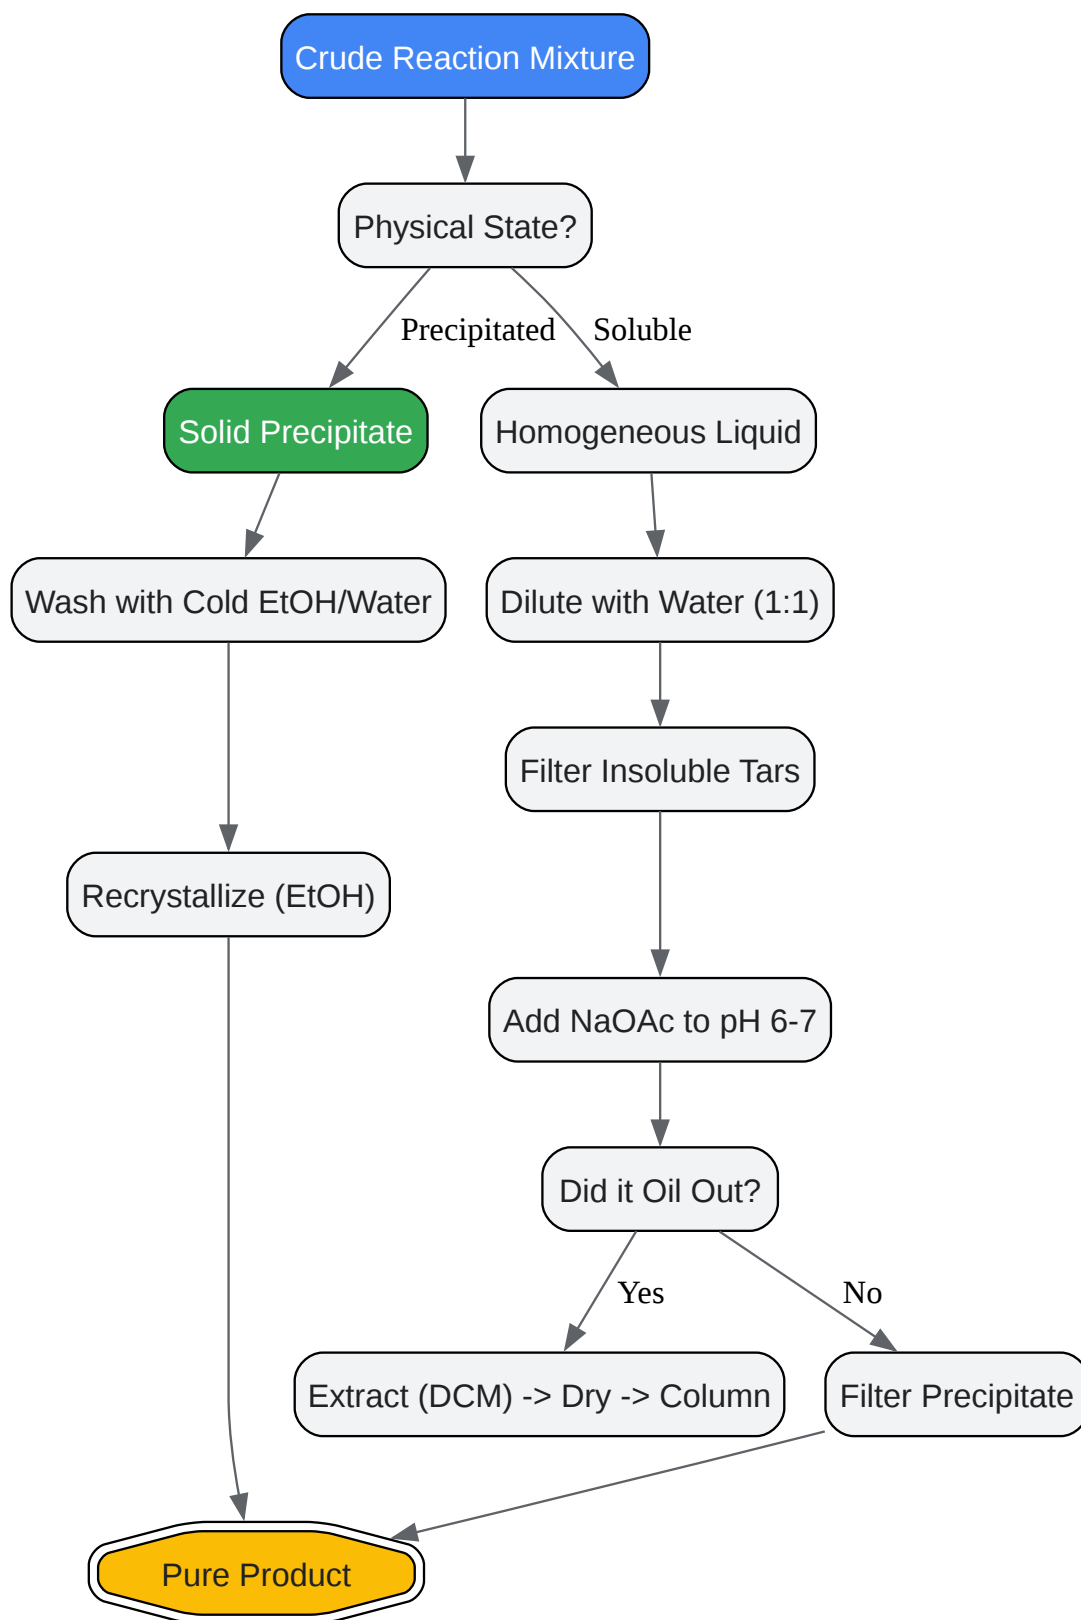 Crude Reaction Mixture
Physical State?
Precipitated
Soluble
Solid Precipitate
Homogeneous Liquid
Wash with Cold EtOH/Water
Dilute with Water (1:1)
Filter Insoluble Tars
Recrystallize (EtOH)
Add NaOAc to pH 6-7
Did it Oil Out?
Yes
No
Extract (DCM) -> Dry -> Column
Filter Precipitate
Pure Product